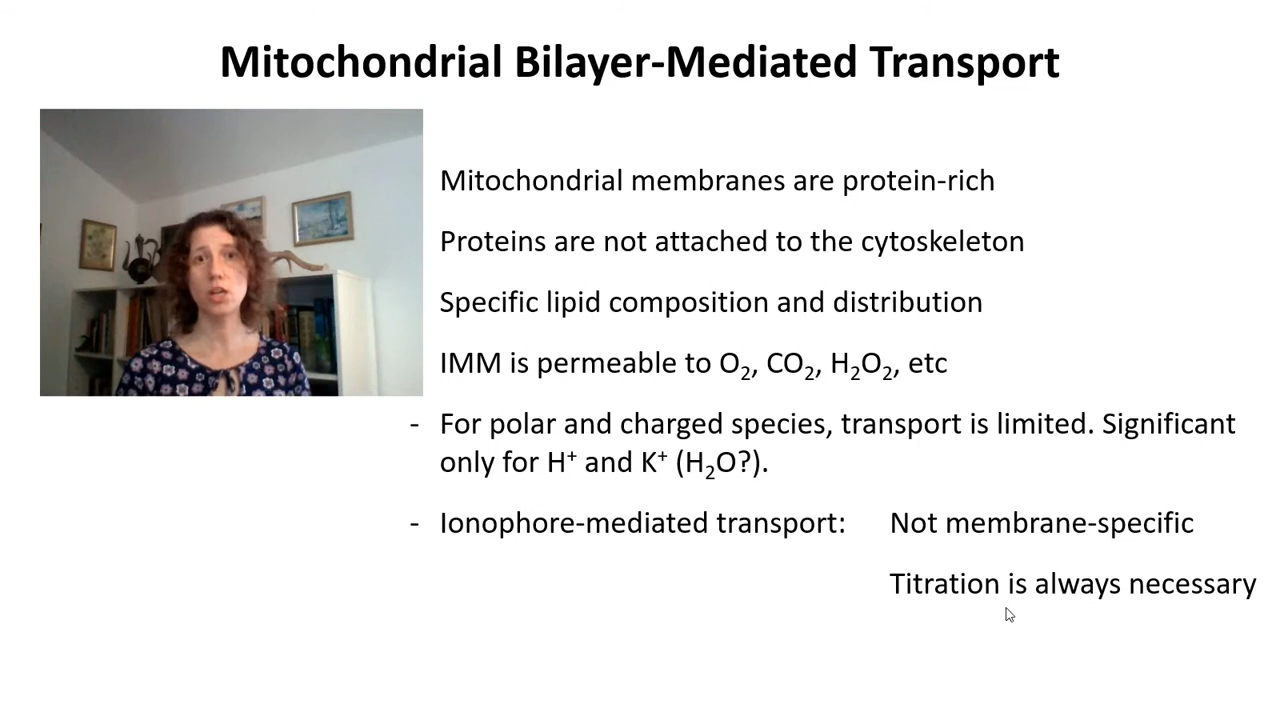 Mitochondrial Bilayer-Mediated Transport
Mitochondrial membranes are protein-rich
Proteins are not attached to the cytoskeleton
Specific lipid composition and distribution
IMM is permeable to O₂, CO₂, H₂O₂, etc
- For polar and charged species, transport is limited. Significant
only for H⁺ and K⁺ (H₂O?).
- Ionophore-mediated transport: Not membrane-specific
Titration is always necessary